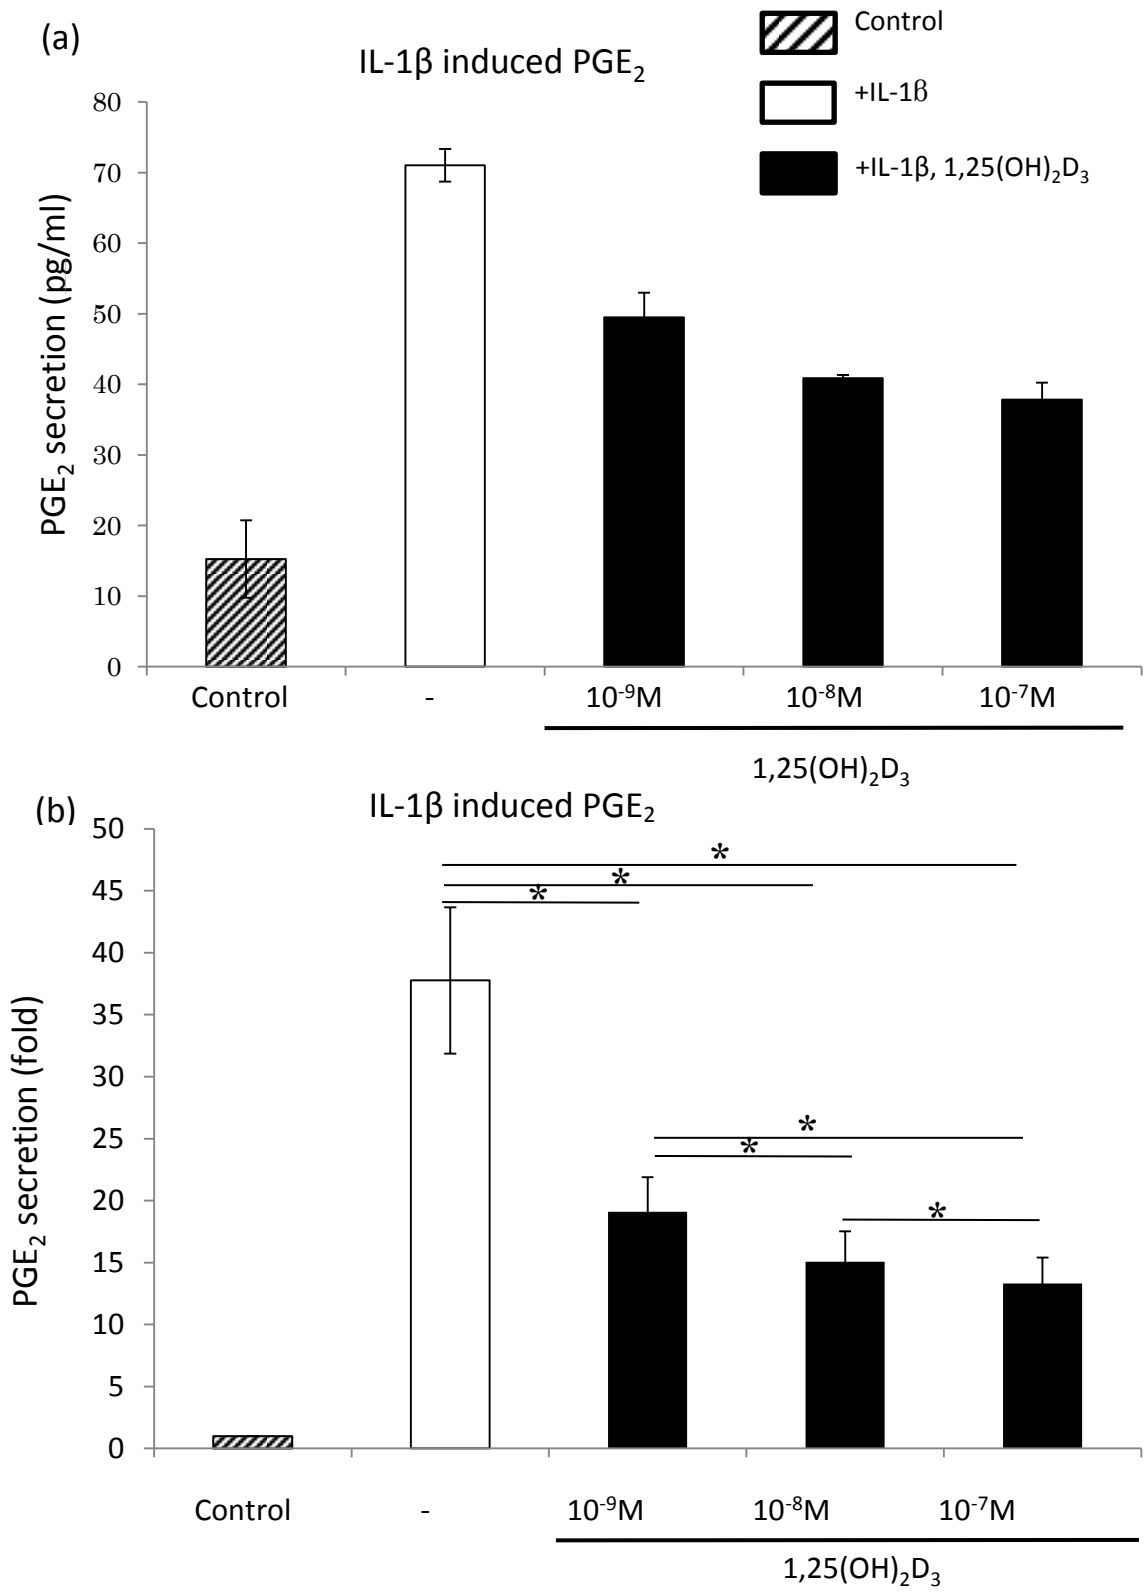 (a)
IL-1β induced PGE₂
Control
+IL-1β
+IL-1β, 1,25(OH)₂D₃
PGE₂ secretion (pg/ml)
80
70
60
50
40
30
20
10
0
Control - 10⁻⁹M 10⁻⁸M 10⁻⁷M
1,25(OH)₂D₃
(b)
IL-1β induced PGE₂
PGE₂ secretion (fold)
50
45
40
35
30
25
20
15
10
5
0
*
*
*
*
*
*
Control - 10⁻⁹M 10⁻⁸M 10⁻⁷M
1,25(OH)₂D₃